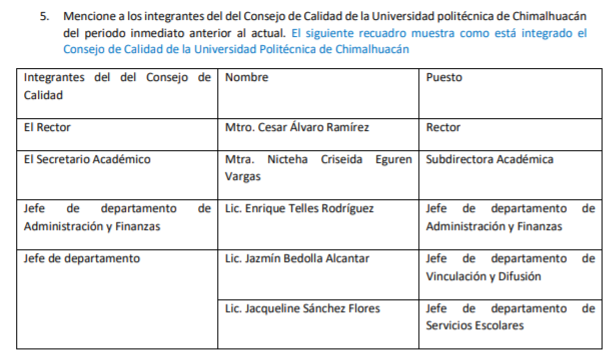 5. Mencione a los integrantes del del Consejo de Calidad de la Universidad politécnica de Chimalhuacán
del periodo inmediato anterior al actual. El siguiente recuadro muestra como está integrado el
Consejo de Calidad de la Universidad Politécnica de Chimalhuacán
Integrantes del del Consejo de Calidad
Nombre
Puesto
El Rector
Mtro. Cesar Álvaro Ramírez
Rector
El Secretario Académico
Mtra. Nicteha Criseida Eguren
Vargas
Subdirectora Académica
Jefe de departamento de
Administración y Finanzas
Lic. Enrique Telles Rodríguez
Jefe de departamento de
Administración y Finanzas
Jefe de departamento
Lic. Jazmín Bedolla Alcantar
Jefe de departamento de
Vinculación y Difusión
Lic. Jacqueline Sánchez Flores
Jefe de departamento de
Servicios Escolares